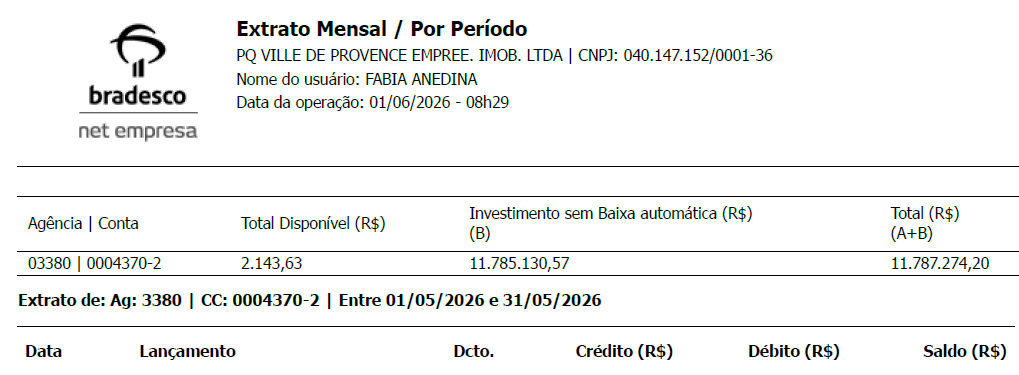 Extrato Mensal / Por Período
PQ VILLE DE PROVENCE EMPREE. IMOB. LTDA | CNPJ: 040.147.152/0001-36
Nome do usuário: FABIA ANEDINA
Data da operação: 01/06/2026 - 08h29
bradesco
net empresa
Agência | Conta Total Disponível (R$) Investimento sem Baixa automática (R$) (B) Total (R$) (A+B)
03380 | 0004370-2 2.143,63 11.785.130,57 11.787.274,20
Extrato de: Ag: 3380 | CC: 0004370-2 | Entre 01/05/2026 e 31/05/2026
Data Lançamento Dcto. Crédito (R$) Débito (R$) Saldo (R$)